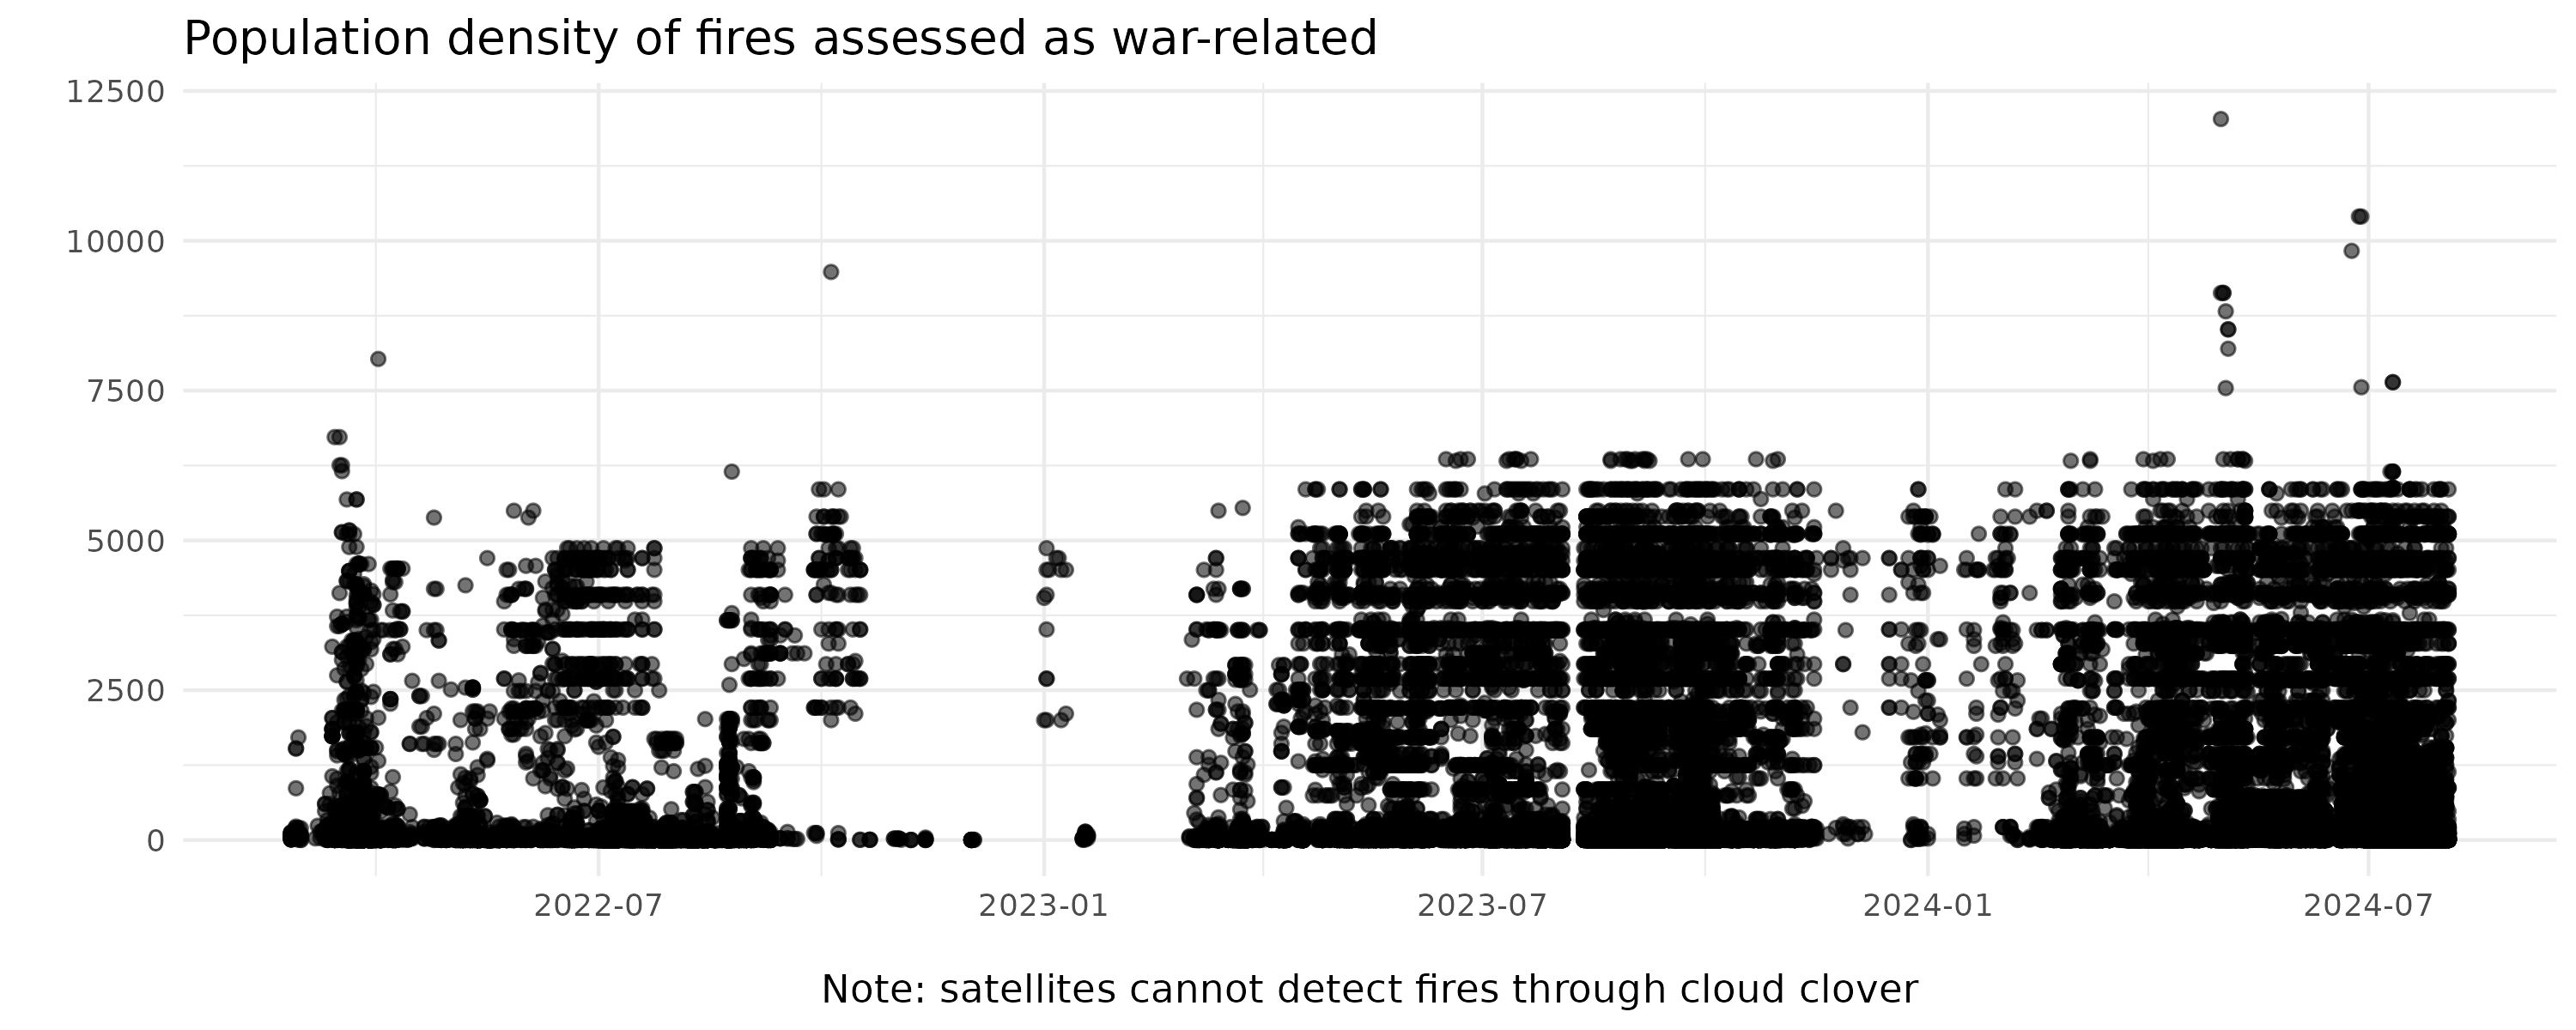 Population density of fires assessed as war-related
12500
10000
7500
5000
2500
0
2022-07 2023-01 2023-07 2024-01 2024-07
Note: satellites cannot detect fires through cloud clover